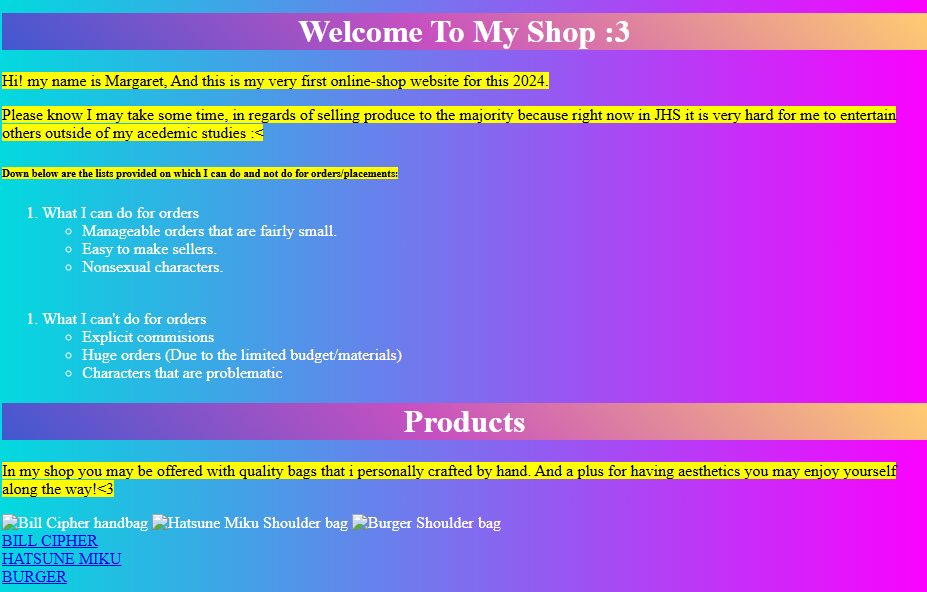 Welcome To My Shop :3
Hi! my name is Margaret, And this is my very first online-shop website for this 2024.
Please know I may take some time, in regards of selling produce to the majority because right now in JHS it is very hard for me to entertain
others outside of my acedemic studies :<
Down below are the lists provided on which I can do and not do for orders/placements:
1. What I can do for orders
Manageable orders that are fairly small.
Easy to make sellers.
Nonsexual characters.
1. What I can't do for orders
Explicit commisions
Huge orders (Due to the limited budget/materials)
Characters that are problematic
Products
In my shop you may be offered with quality bags that i personally crafted by hand. And a plus for having aesthetics you may enjoy yourself
along the way!<3
Bill Cipher handbag Hatsune Miku Shoulder bag Burger Shoulder bag
BILL CIPHER
HATSUNE MIKU
BURGER